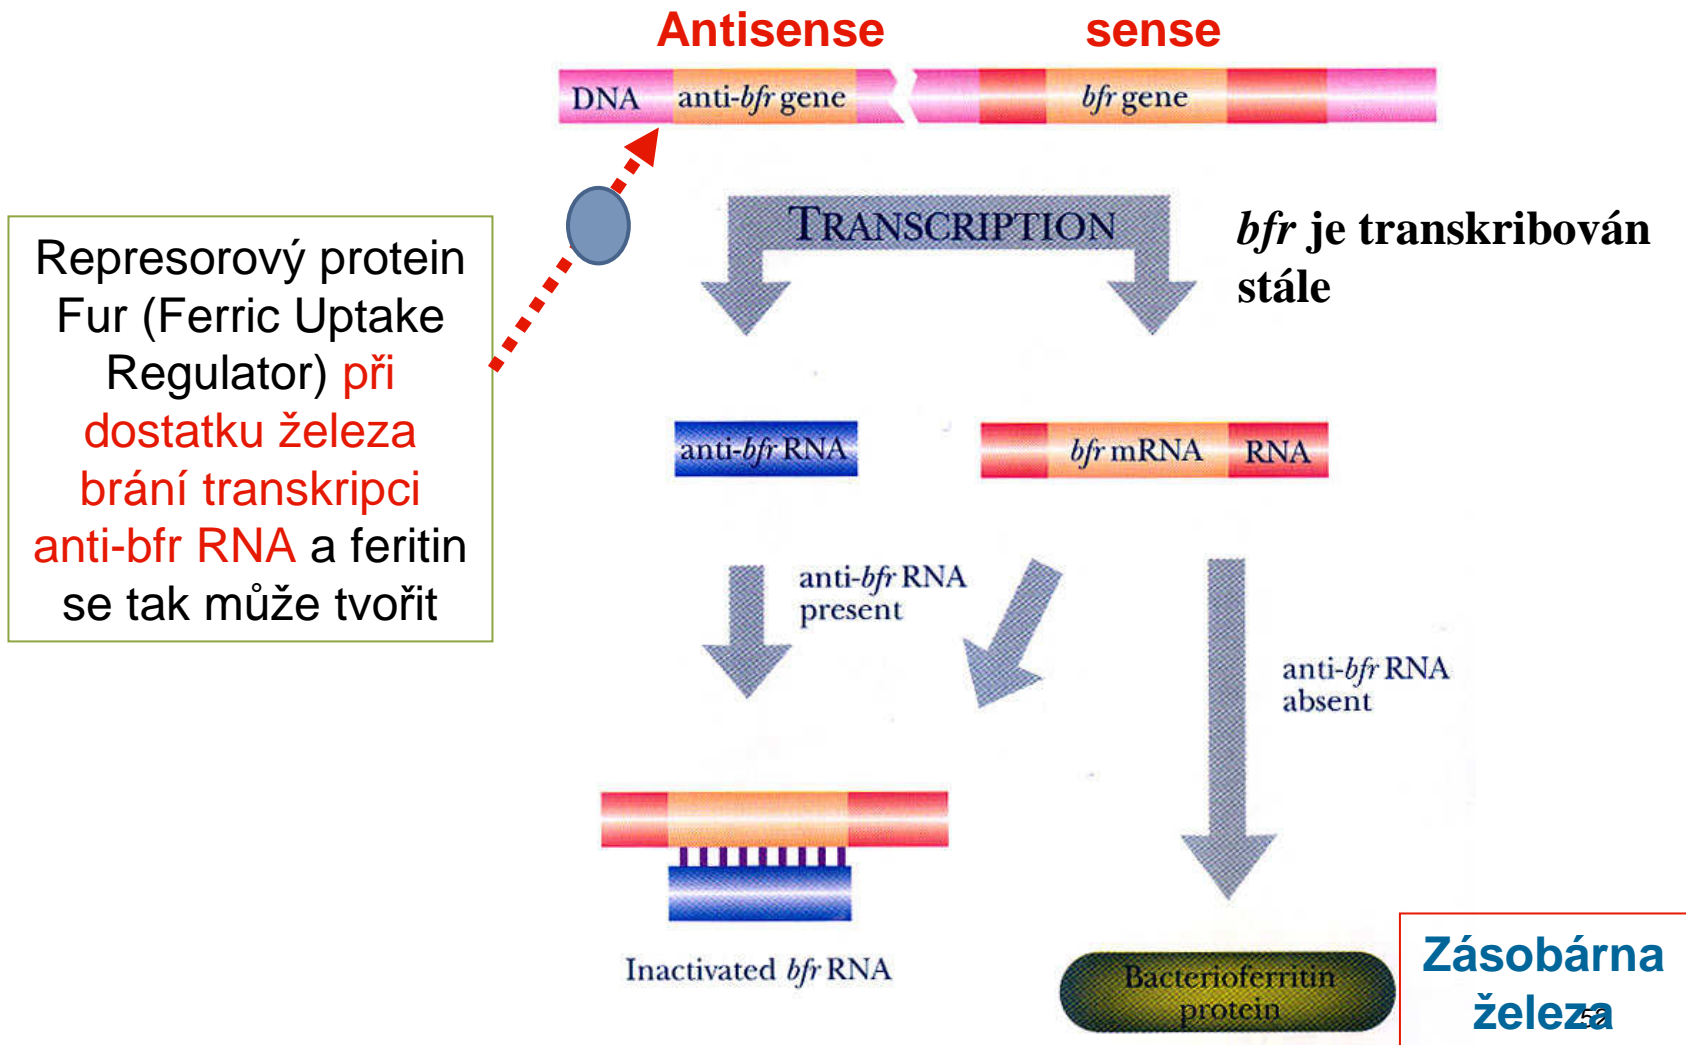 Antisense
sense
DNA
anti-bfr gene
bfr gene
TRANSCRIPTION
bfr je transkribován
stále
Represorový protein
Fur (Ferric Uptake
Regulator) při
dostatku železa
brání transkripci
anti-bfr RNA a feritin
se tak může tvořit
anti-bfr RNA
bfr mRNA
RNA
anti-bfr RNA
present
anti-bfr RNA
absent
Inactivated bfr RNA
Bacterioferritin
protein
Zásobárna
železa